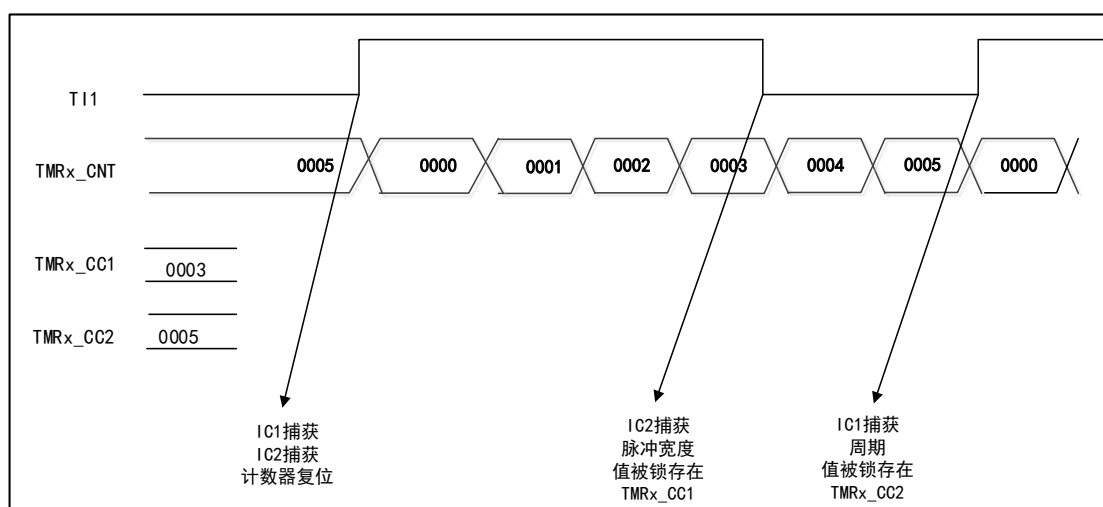 TI1
TMRx_CNT
0005
0000
0001
0002
0003
0004
0005
0000
TMRx_CC1
0003
TMRx_CC2
0005
IC1捕获
IC2捕获
计数器复位
IC2捕获
脉冲宽度
值被锁存在
TMRx_CC1
IC1捕获
周期
值被锁存在
TMRx_CC2